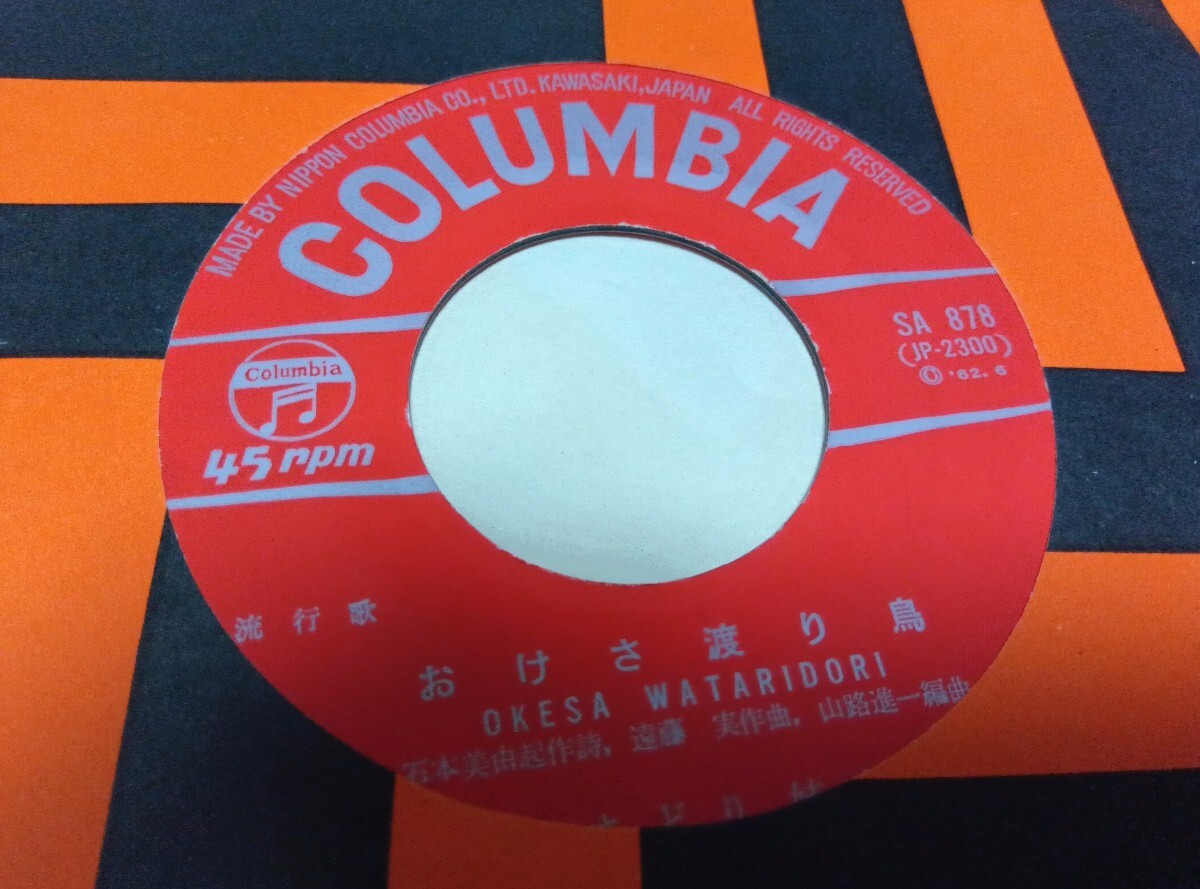 MADE BY NIPPON COLUMBIA CO., LTD. KAWASAKI, JAPAN ALL RIGHTS RESERVED
COLUMBIA
SA 878
(JP-2300)
Ⓒ '62. 6
Columbia
45 rpm
流行歌
おけさ渡り鳥
OKESA WATARIDORI
石本美由起作詩, 遠藤 実作曲, 山路進一編曲